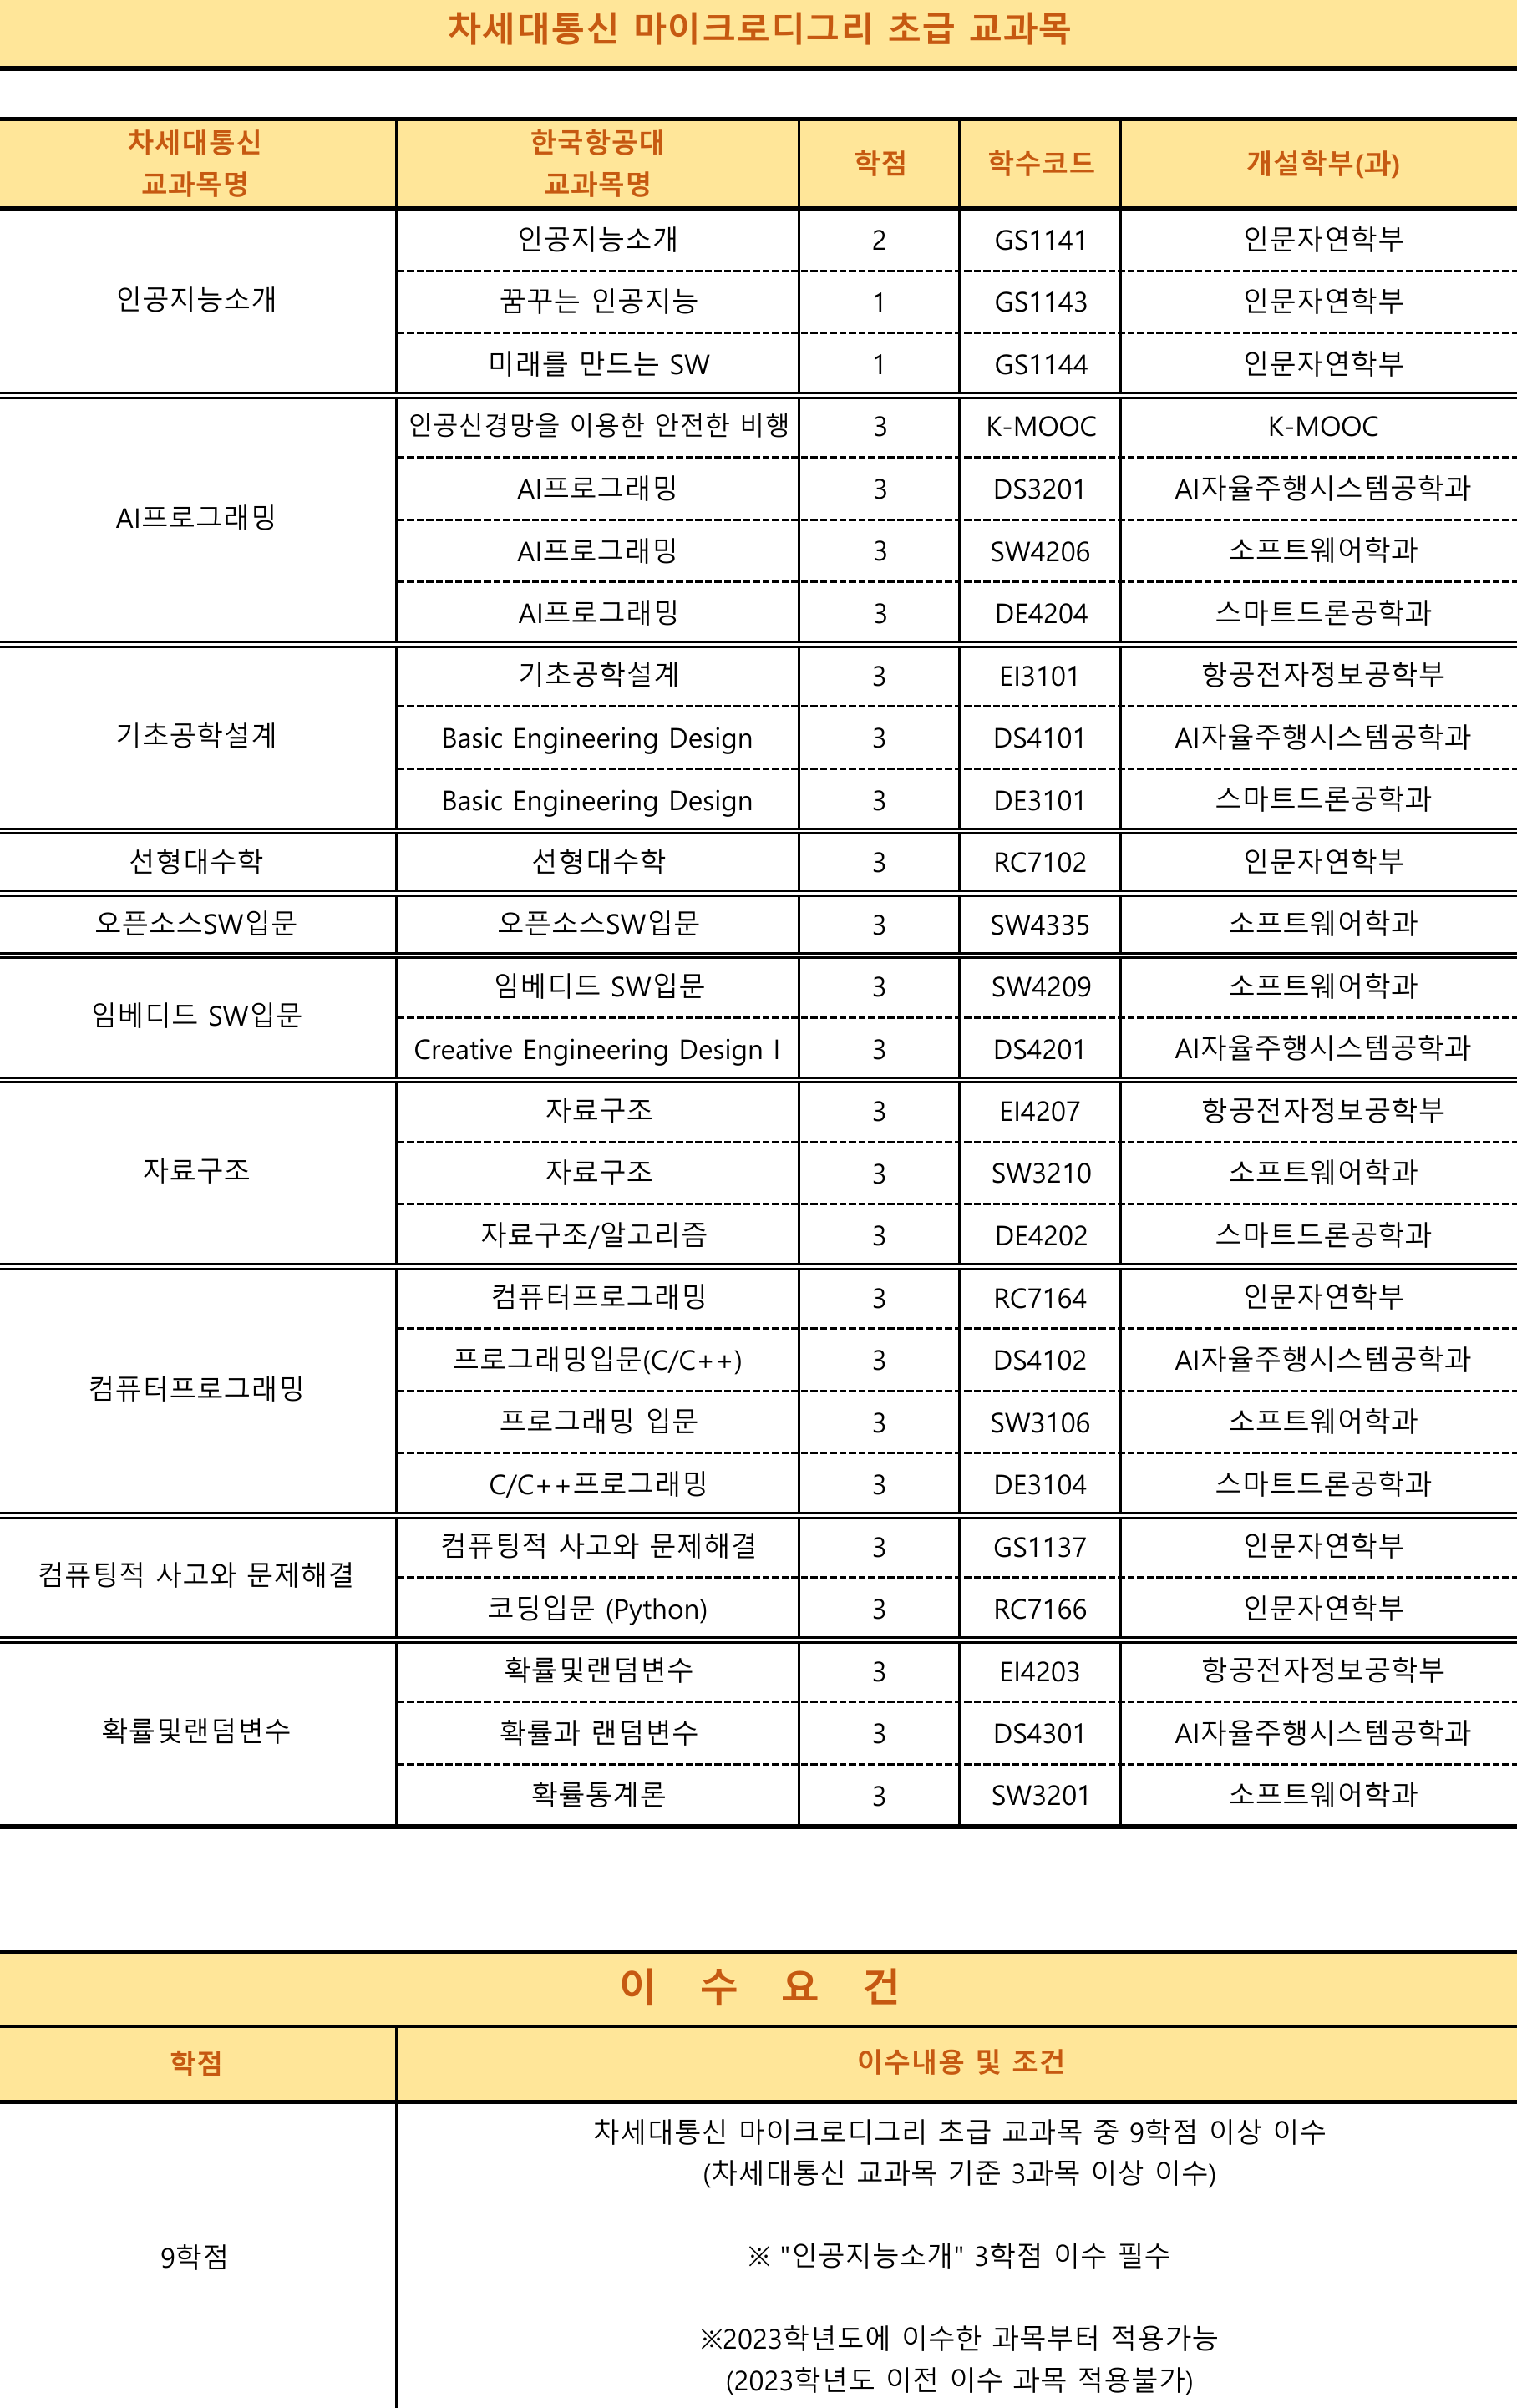 차세대통신 마이크로디그리 초급 교과목
차세대통신 교과목명 한국항공대 교과목명 학점 학수코드 개설학부(과)
인공지능소개 인공지능소개 2 GS1141 인문자연학부
꿈꾸는 인공지능 1 GS1143 인문자연학부
미래를 만드는 SW 1 GS1144 인문자연학부
AI프로그래밍 인공신경망을 이용한 안전한 비행 3 K-MOOC K-MOOC
AI프로그래밍 3 DS3201 AI자율주행시스템공학과
AI프로그래밍 3 SW4206 소프트웨어학과
AI프로그래밍 3 DE4204 스마트드론공학과
기초공학설계 기초공학설계 3 EI3101 항공전자정보공학부
Basic Engineering Design 3 DS4101 AI자율주행시스템공학과
Basic Engineering Design 3 DE3101 스마트드론공학과
선형대수학 선형대수학 3 RC7102 인문자연학부
오픈소스SW입문 오픈소스SW입문 3 SW4335 소프트웨어학과
임베디드 SW입문 임베디드 SW입문 3 SW4209 소프트웨어학과
Creative Engineering Design I 3 DS4201 AI자율주행시스템공학과
자료구조 자료구조 3 EI4207 항공전자정보공학부
자료구조 3 SW3210 소프트웨어학과
자료구조/알고리즘 3 DE4202 스마트드론공학과
컴퓨터프로그래밍 컴퓨터프로그래밍 3 RC7164 인문자연학부
프로그래밍입문(C/C++) 3 DS4102 AI자율주행시스템공학과
프로그래밍 입문 3 SW3106 소프트웨어학과
C/C++프로그래밍 3 DE3104 스마트드론공학과
컴퓨팅적 사고와 문제해결 컴퓨팅적 사고와 문제해결 3 GS1137 인문자연학부
코딩입문 (Python) 3 RC7166 인문자연학부
확률및랜덤변수 확률및랜덤변수 3 EI4203 항공전자정보공학부
확률과 랜덤변수 3 DS4301 AI자율주행시스템공학과
확률통계론 3 SW3201 소프트웨어학과
이 수 요 건
학점 이수내용 및 조건
9학점
차세대통신 마이크로디그리 초급 교과목 중 9학점 이상 이수
(차세대통신 교과목 기준 3과목 이상 이수)
※ "인공지능소개" 3학점 이수 필수
※2023학년도에 이수한 과목부터 적용가능
(2023학년도 이전 이수 과목 적용불가)